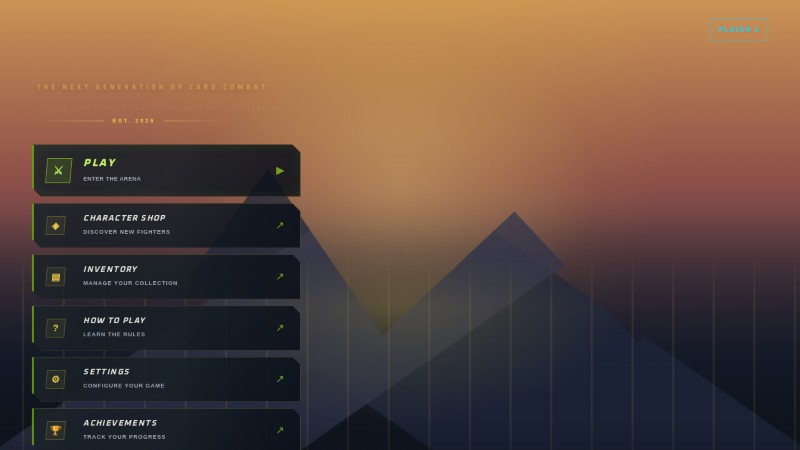 PLAYER 1
THE NEXT GENERATION OF CARD COMBAT
EST. 2026
PLAY
ENTER THE ARENA
CHARACTER SHOP
DISCOVER NEW FIGHTERS
INVENTORY
MANAGE YOUR COLLECTION
?
HOW TO PLAY
LEARN THE RULES
SETTINGS
CONFIGURE YOUR GAME
ACHIEVEMENTS
TRACK YOUR PROGRESS